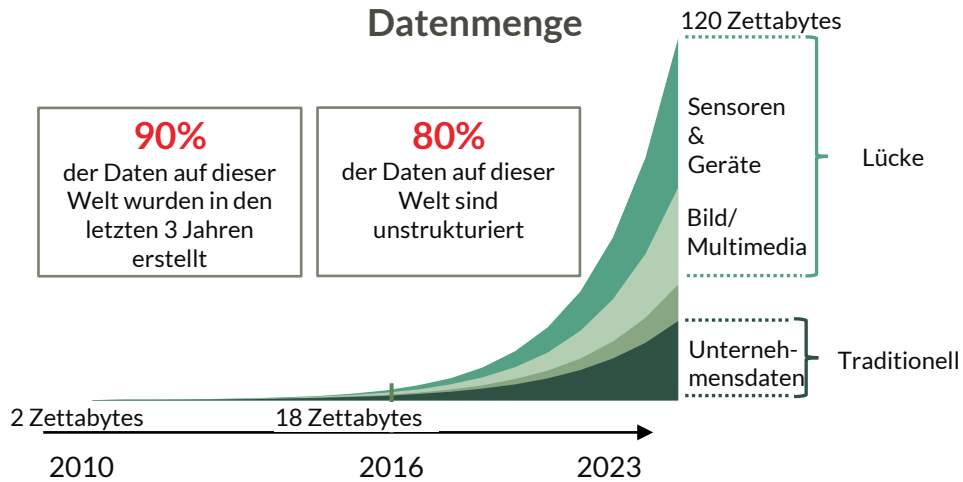 Datenmenge
120 Zettabytes
90%
der Daten auf dieser
Welt wurden in den
letzten 3 Jahren
erstellt
80%
der Daten auf dieser
Welt sind
unstrukturiert
Sensoren
&
Geräte
Bild/
Multimedia
Lücke
Unterneh-
mensdaten
Traditionell
2 Zettabytes
18 Zettabytes
2010
2016
2023